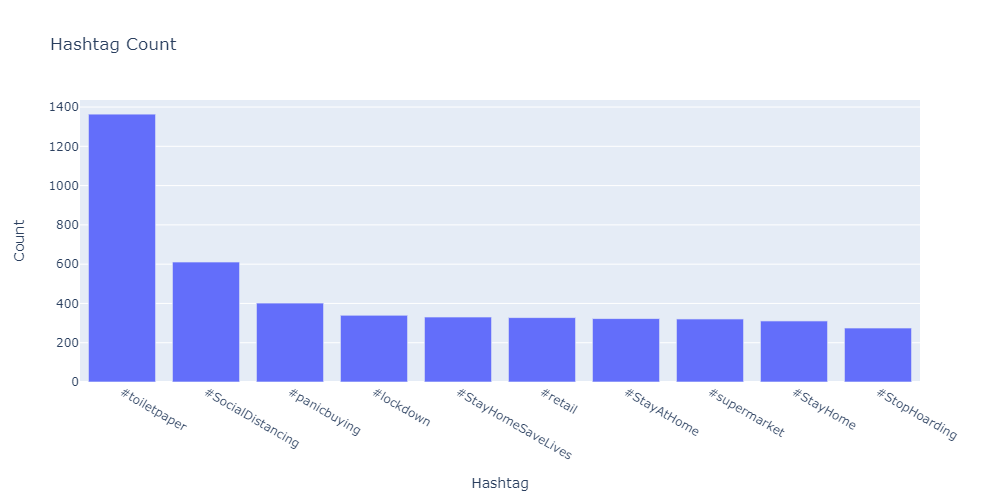 Hashtag Count
1400
1200
1000
800
600
400
200
0
Count
#toiletpaper
#SocialDistancing
#panicbuying
#lockdown
#StayHomeSaveLives
#retail
#StayAtHome
#supermarket
#StayHome
#StopHoarding
Hashtag